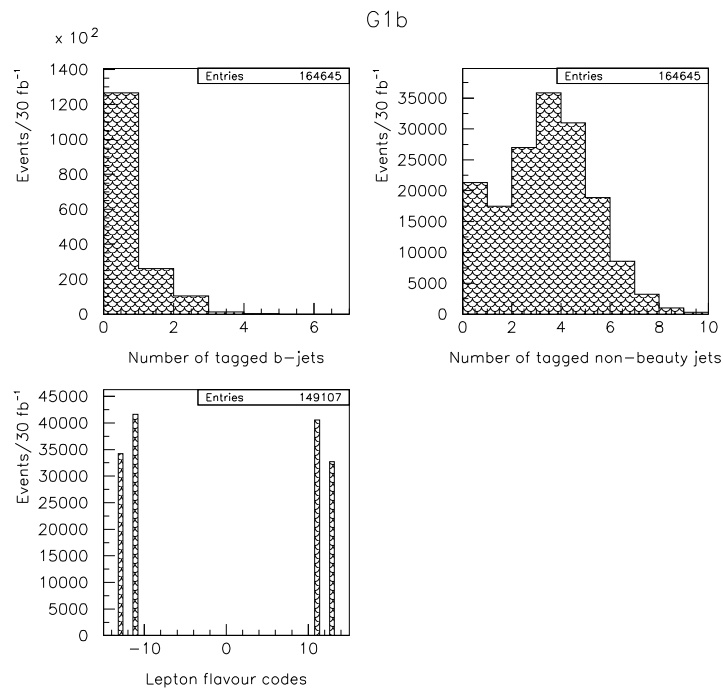 G1b
x 10²
Events/30 fb⁻¹
1400
1200
1000
800
600
400
200
0
Entries 164645
0 2 4 6
Number of tagged b-jets
Events/30 fb⁻¹
35000
30000
25000
20000
15000
10000
5000
0
Entries 164645
0 2 4 6 8 10
Number of tagged non-beauty jets
Events/30 fb⁻¹
45000
40000
35000
30000
25000
20000
15000
10000
5000
0
Entries 149107
-10 0 10
Lepton flavour codes